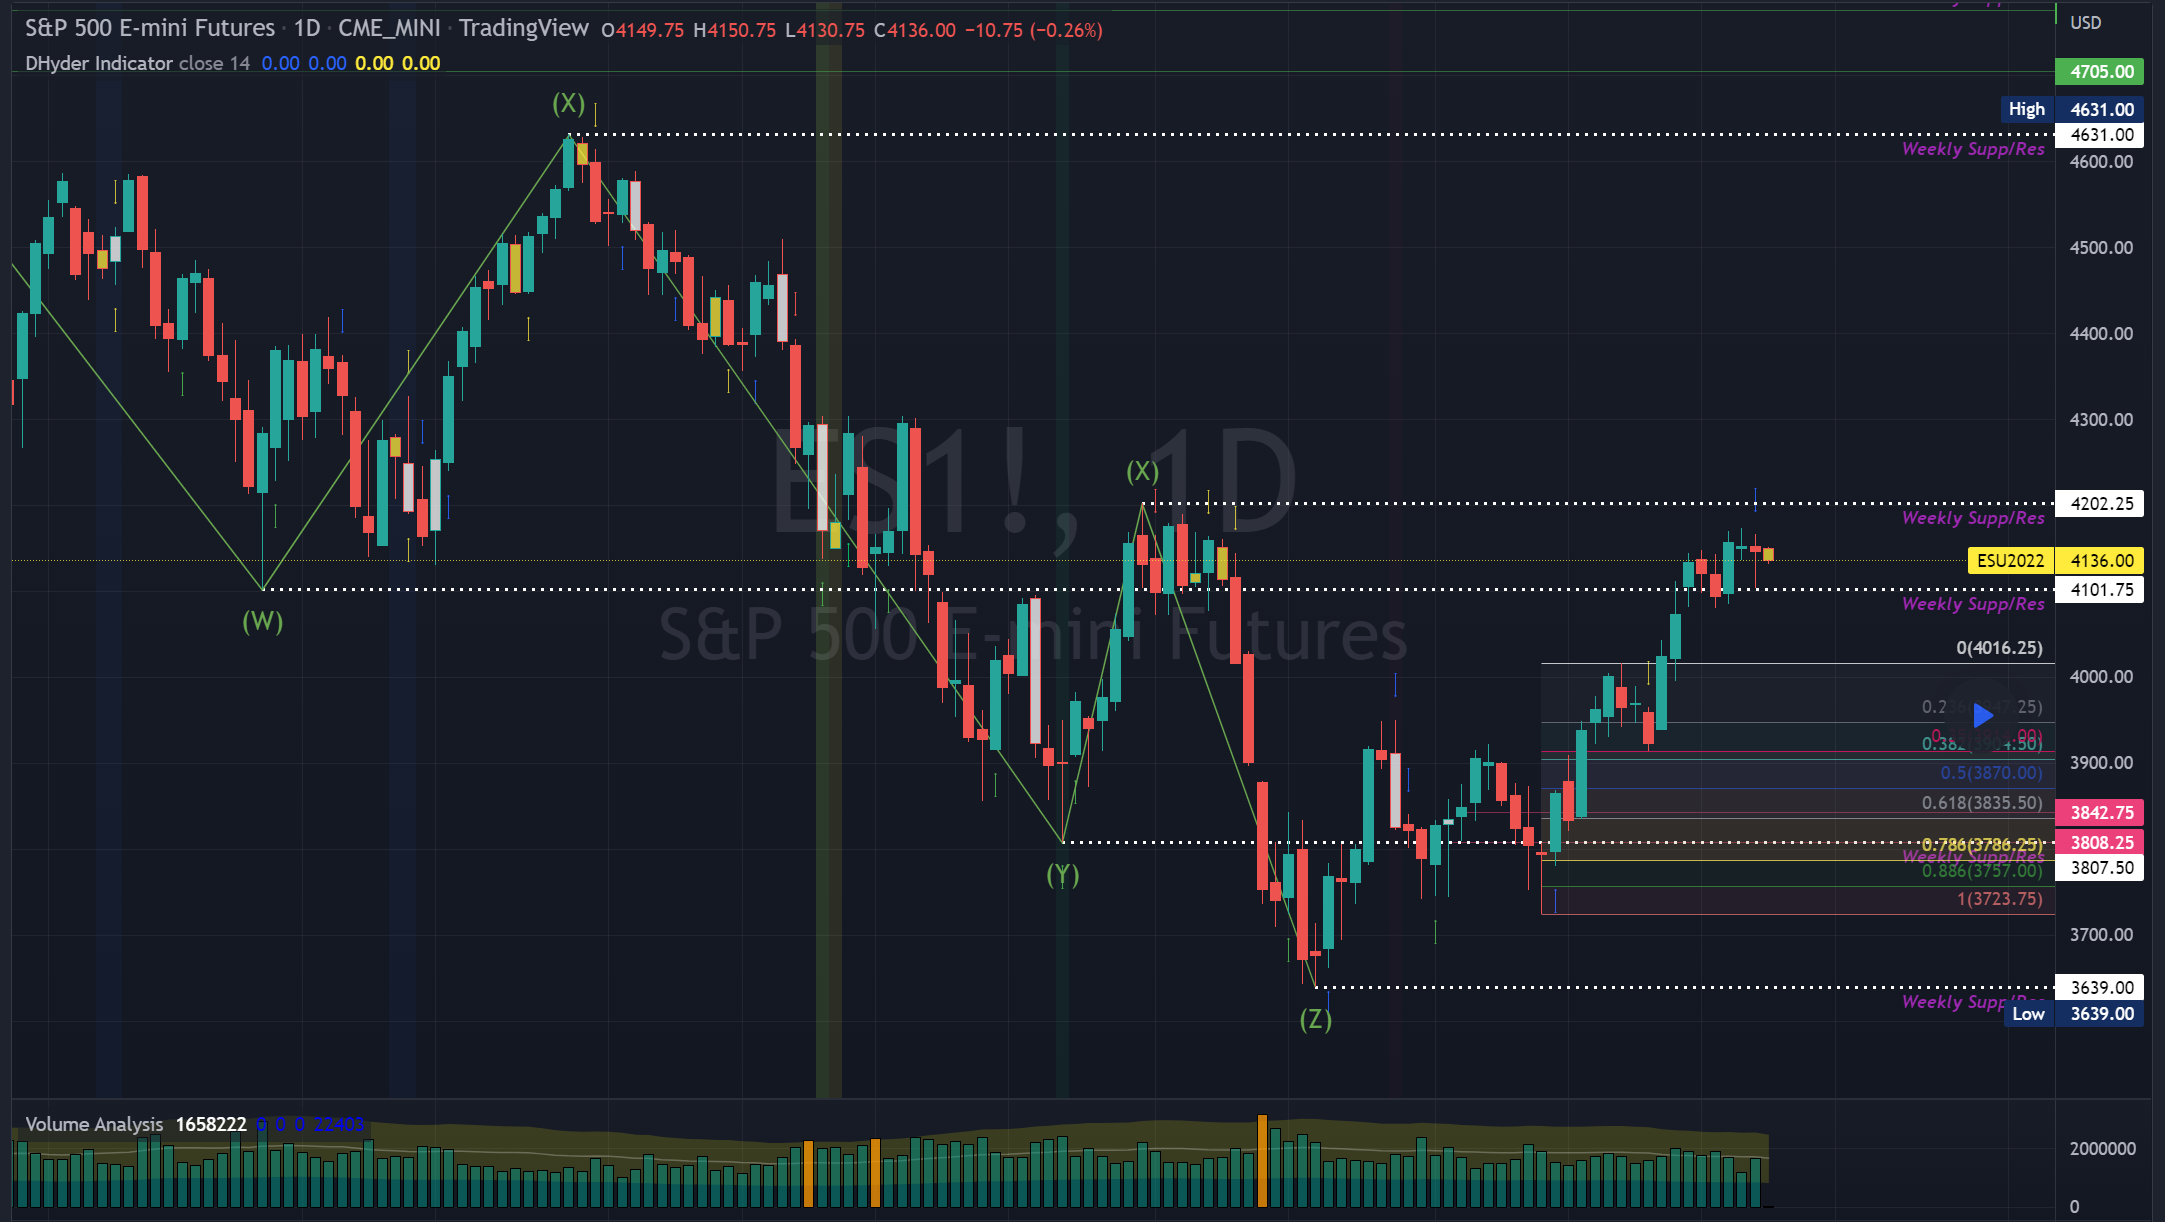 S&P 500 E-mini Futures · 1D · CME_MINI · TradingView O4149.75 H4150.75 L4130.75 C4136.00 −10.75 (−0.26%)
USD
DHyder Indicator close 14 0.00 0.00 0.00 0.00
4705.00
(X)
High 4631.00
4631.00
Weekly Supp/Res
4600.00
4500.00
4400.00
4300.00
ES1!, 1D
(X)
4202.25
Weekly Supp/Res
ESU2022 4136.00
4101.75
Weekly Supp/Res
(W)
S&P 500 E-mini Futures
0(4016.25)
4000.00
0.382(3904.50)
3900.00
0.5(3870.00)
0.618(3835.50)
3842.75
0.786(3786.25)
3808.25
Weekly Supp/Res
3807.50
(Y)
0.886(3757.00)
1(3723.75)
3700.00
3639.00
Weekly Supp/Res
Low 3639.00
(Z)
Volume Analysis 1658222 0 0 0 22403
2000000
0